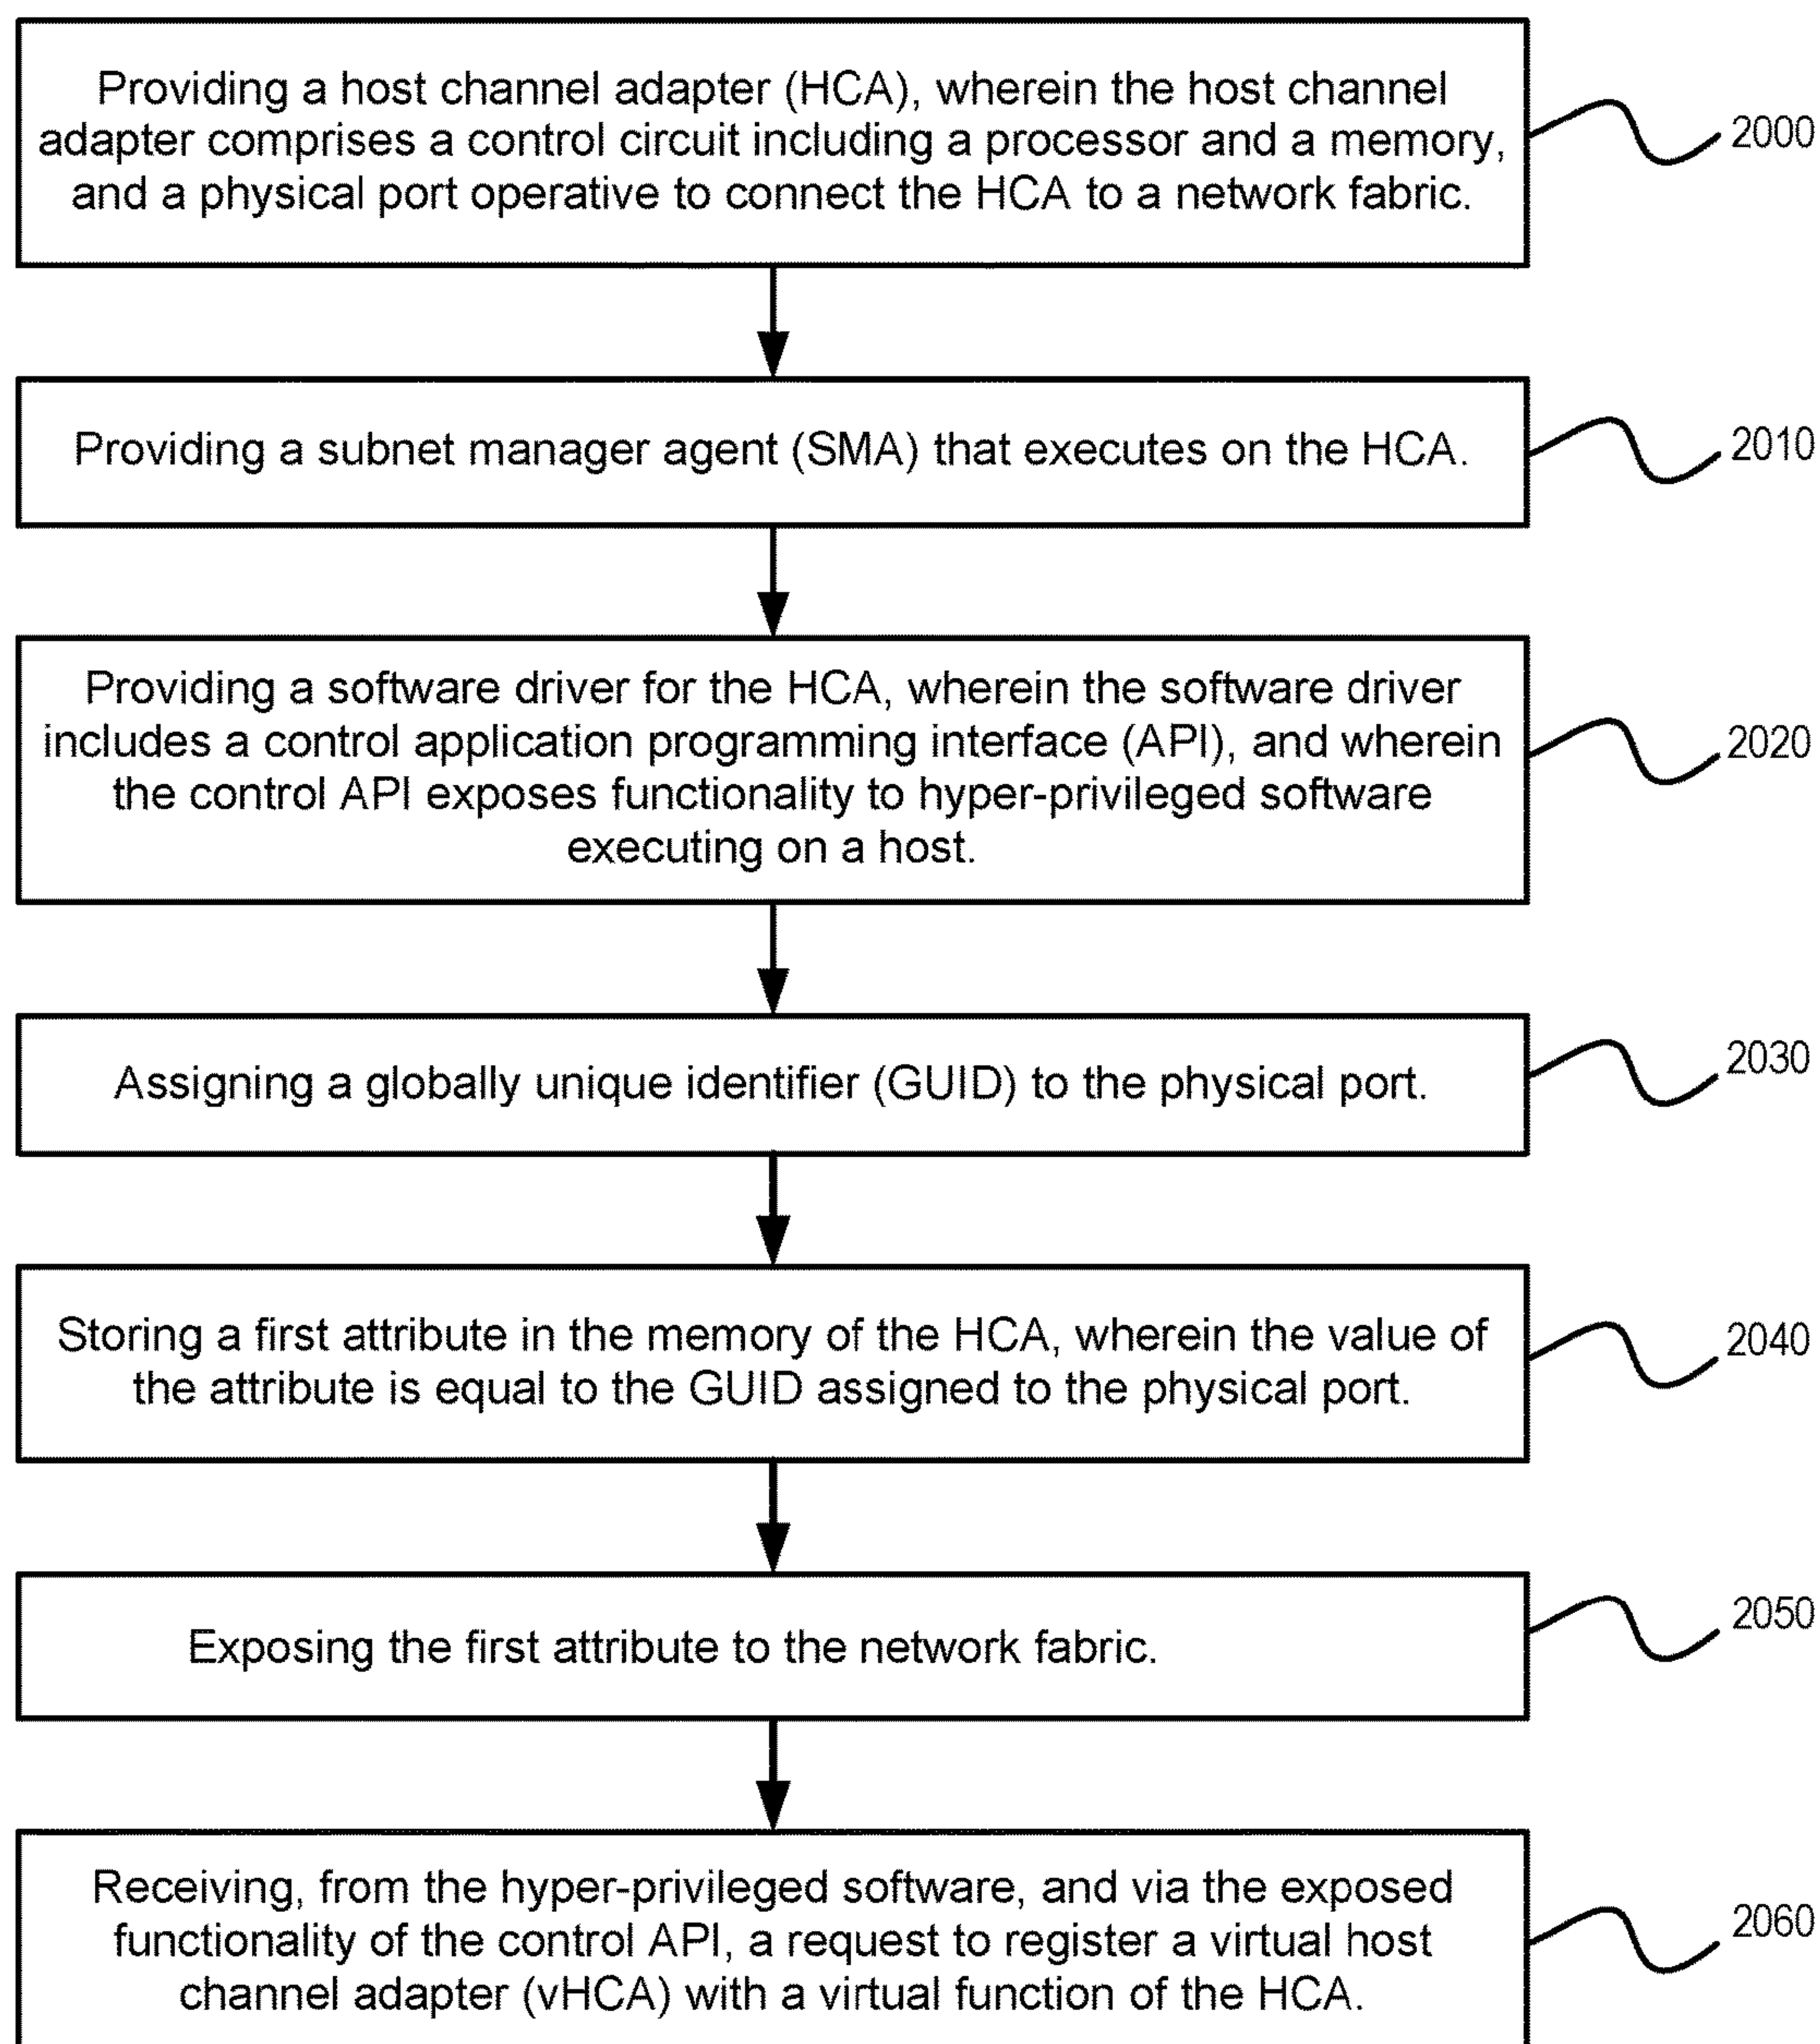 Providing a host channel adapter (HCA), wherein the host channel
adapter comprises a control circuit including a processor and a memory,
and a physical port operative to connect the HCA to a network fabric.
2000
Providing a subnet manager agent (SMA) that executes on the HCA.
2010
Providing a software driver for the HCA, wherein the software driver
includes a control application programming interface (API), and wherein
the control API exposes functionality to hyper-privileged software
executing on a host.
2020
Assigning a globally unique identifier (GUID) to the physical port.
2030
Storing a first attribute in the memory of the HCA, wherein the value of
the attribute is equal to the GUID assigned to the physical port.
2040
Exposing the first attribute to the network fabric.
2050
Receiving, from the hyper-privileged software, and via the exposed
functionality of the control API, a request to register a virtual host
channel adapter (vHCA) with a virtual function of the HCA.
2060